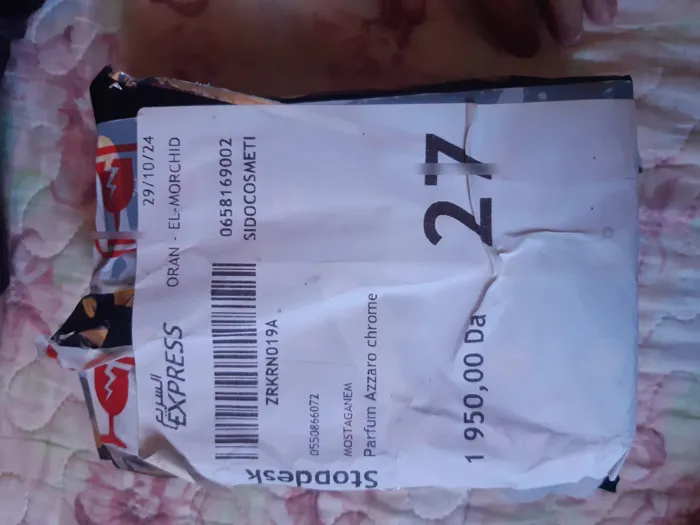 السريع
EXPRESS
29/10/24
ORAN - EL-MORCHID
0658169002
SIDOCOSMETI
ZRKRN019A
0550866072
MOSTAGANEM
Parfum Azzaro chrome
27
1 950,00 Da
Stopdesk